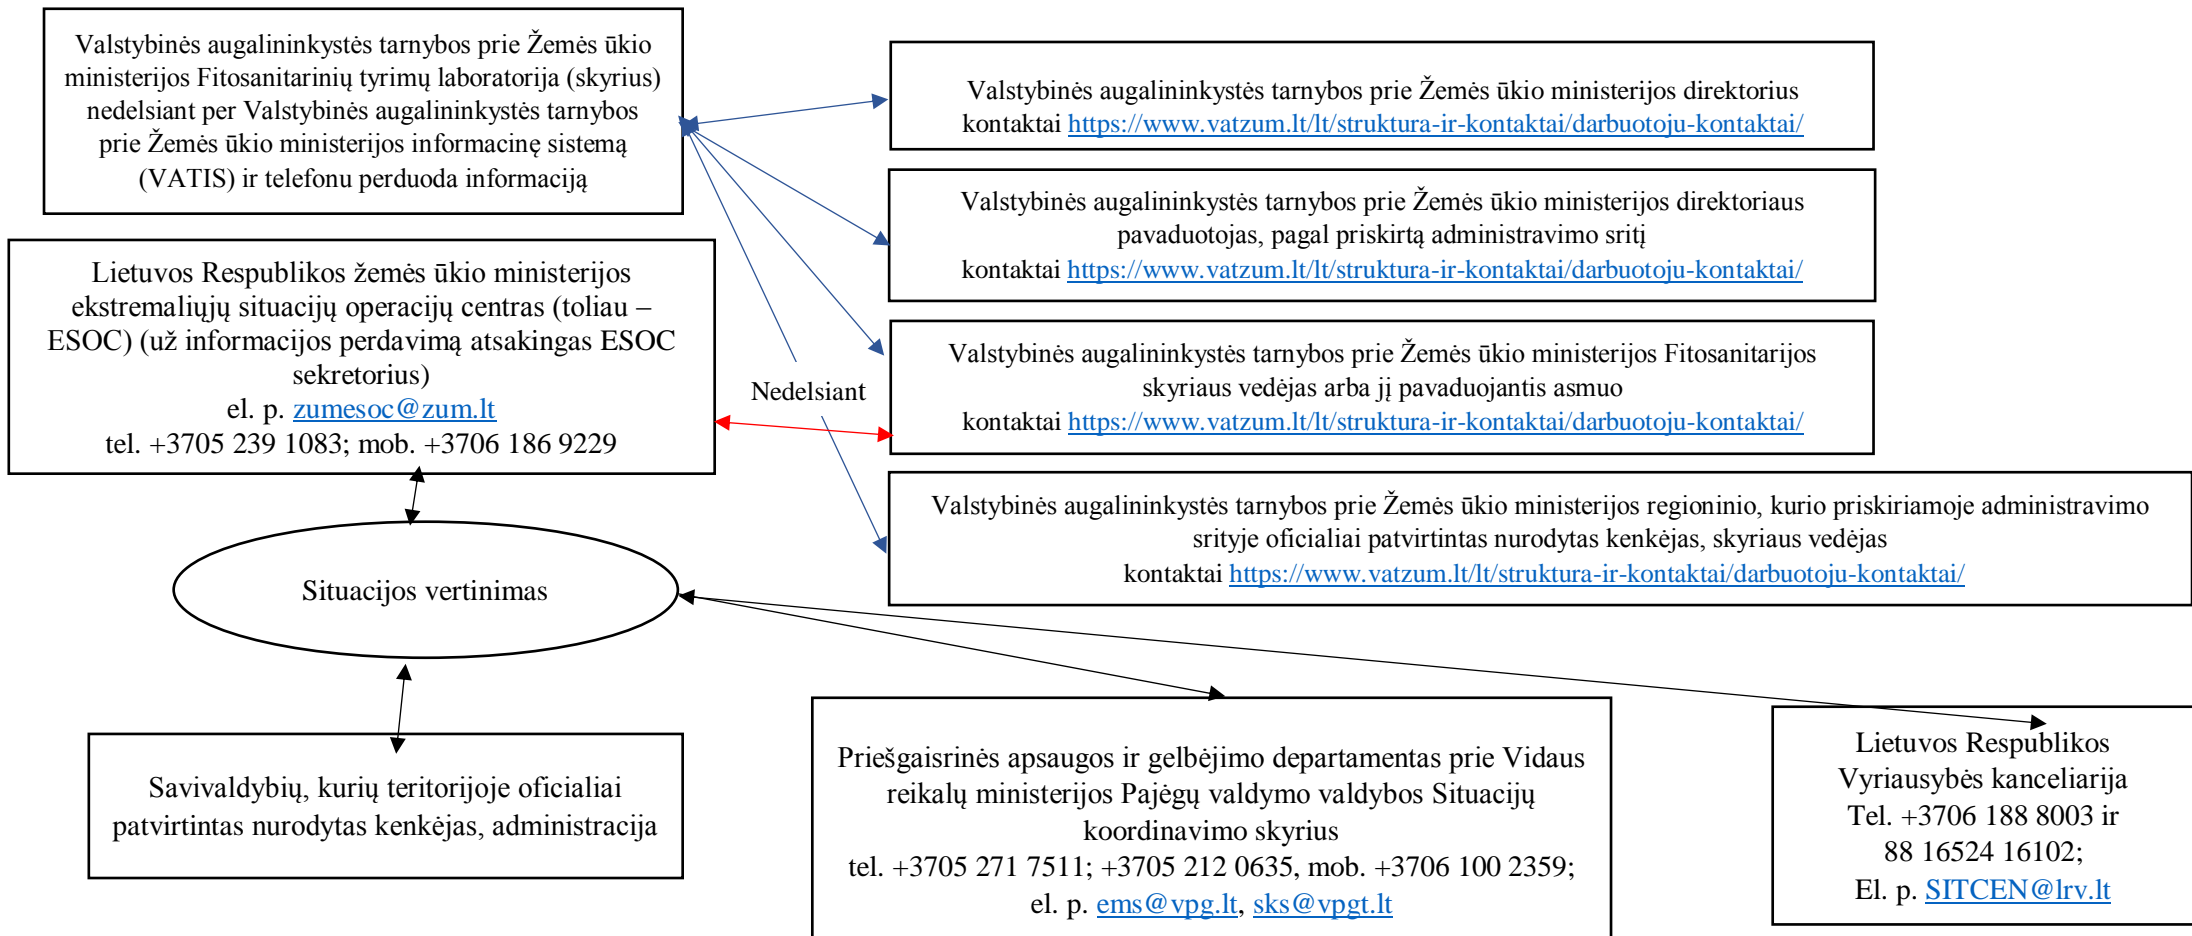 Valstybinės augalininkystės tarnybos prie Žemės ūkio
ministerijos Fitosanitarinių tyrimų laboratorija (skyrius)
nedelsiant per Valstybinės augalininkystės tarnybos
prie Žemės ūkio ministerijos informacinę sistemą
(VATIS) ir telefonu perduoda informaciją
Valstybinės augalininkystės tarnybos prie Žemės ūkio ministerijos direktorius
kontaktai https://www.vatzum.lt/lt/struktura-ir-kontaktai/darbuotoju-kontaktai/
Valstybinės augalininkystės tarnybos prie Žemės ūkio ministerijos direktoriaus
pavaduotojas, pagal priskirtą administravimo sritį
kontaktai https://www.vatzum.lt/lt/struktura-ir-kontaktai/darbuotoju-kontaktai/
Lietuvos Respublikos žemės ūkio ministerijos
ekstremaliųjų situacijų operacijų centras (toliau –
ESOC) (už informacijos perdavimą atsakingas ESOC
sekretorius)
el. p. zumesoc@zum.lt
tel. +3705 239 1083; mob. +3706 186 9229
Nedelsiant
Valstybinės augalininkystės tarnybos prie Žemės ūkio ministerijos Fitosanitarijos
skyriaus vedėjas arba jį pavaduojantis asmuo
kontaktai https://www.vatzum.lt/lt/struktura-ir-kontaktai/darbuotoju-kontaktai/
Valstybinės augalininkystės tarnybos prie Žemės ūkio ministerijos regioninio, kurio priskiriamoje administravimo
srityje oficialiai patvirtintas nurodytas kenkėjas, skyriaus vedėjas
kontaktai https://www.vatzum.lt/lt/struktura-ir-kontaktai/darbuotoju-kontaktai/
Situacijos vertinimas
Savivaldybių, kurių teritorijoje oficialiai
patvirtintas nurodytas kenkėjas, administracija
Priešgaisrinės apsaugos ir gelbėjimo departamentas prie Vidaus
reikalų ministerijos Pajėgų valdymo valdybos Situacijų
koordinavimo skyrius
tel. +3705 271 7511; +3705 212 0635, mob. +3706 100 2359;
el. p. ems@vpg.lt, sks@vpgt.lt
Lietuvos Respublikos
Vyriausybės kanceliarija
Tel. +3706 188 8003 ir
88 16524 16102;
El. p. SITCEN@lrv.lt